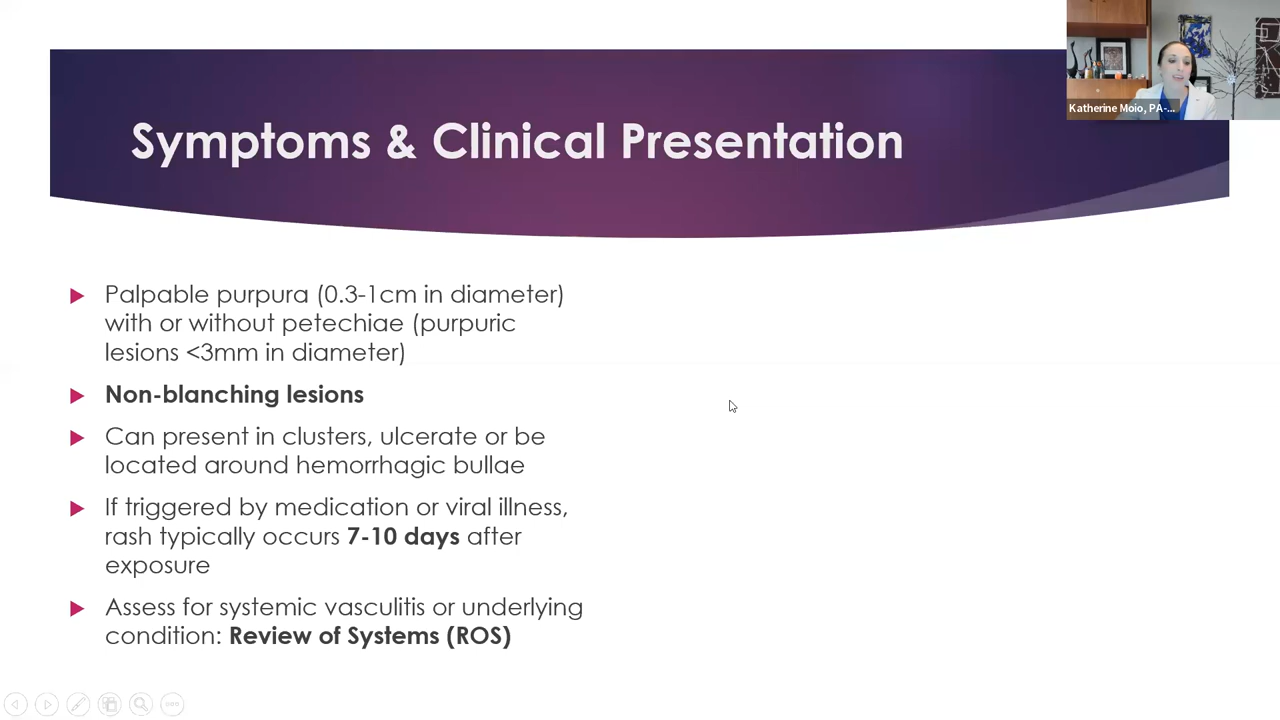 Katherine Moio, PA-...
Symptoms & Clinical Presentation
Palpable purpura (0.3-1cm in diameter)
with or without petechiae (purpuric
lesions <3mm in diameter)
Non-blanching lesions
Can present in clusters, ulcerate or be
located around hemorrhagic bullae
If triggered by medication or viral illness,
rash typically occurs 7-10 days after
exposure
Assess for systemic vasculitis or underlying
condition: Review of Systems (ROS)